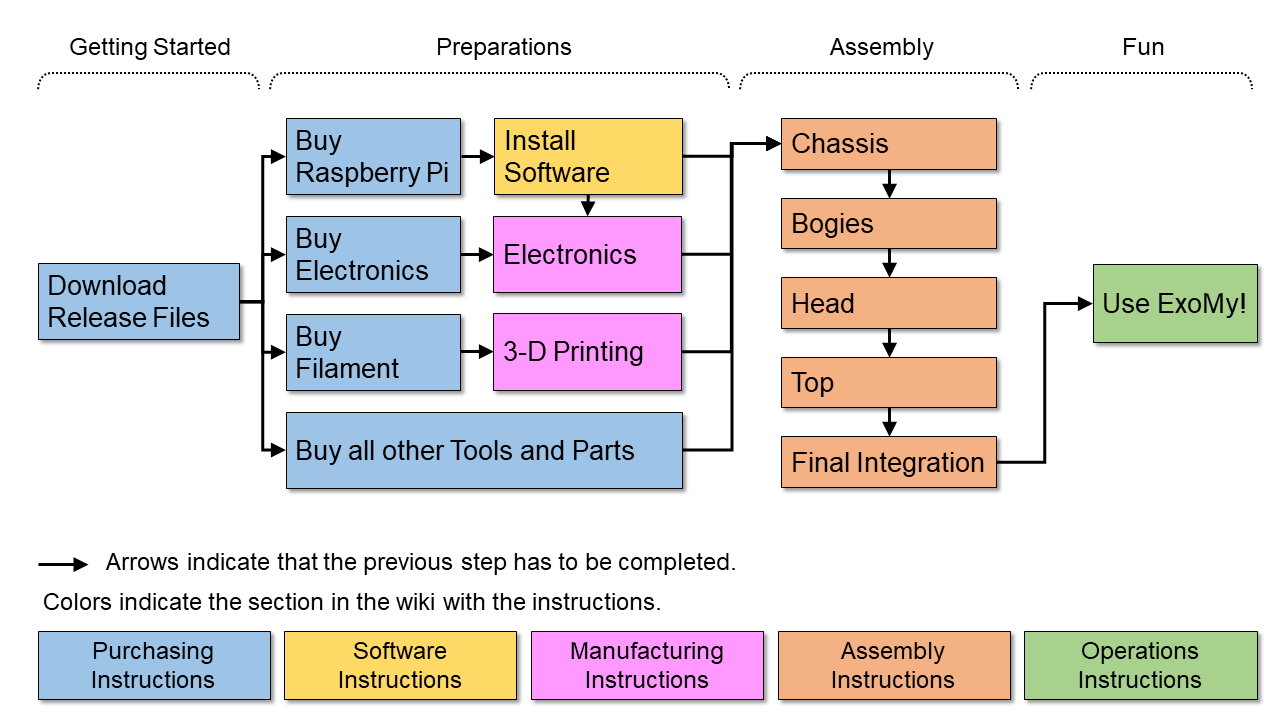 Getting Started
Preparations
Assembly
Fun
Download
Release Files
Buy
Raspberry Pi
Install
Software
Buy
Electronics
Electronics
Buy
Filament
3-D Printing
Buy all other Tools and Parts
Chassis
Bogies
Head
Top
Final Integration
Use ExoMy!
Arrows indicate that the previous step has to be completed.
Colors indicate the section in the wiki with the instructions.
Purchasing
Instructions
Software
Instructions
Manufacturing
Instructions
Assembly
Instructions
Operations
Instructions